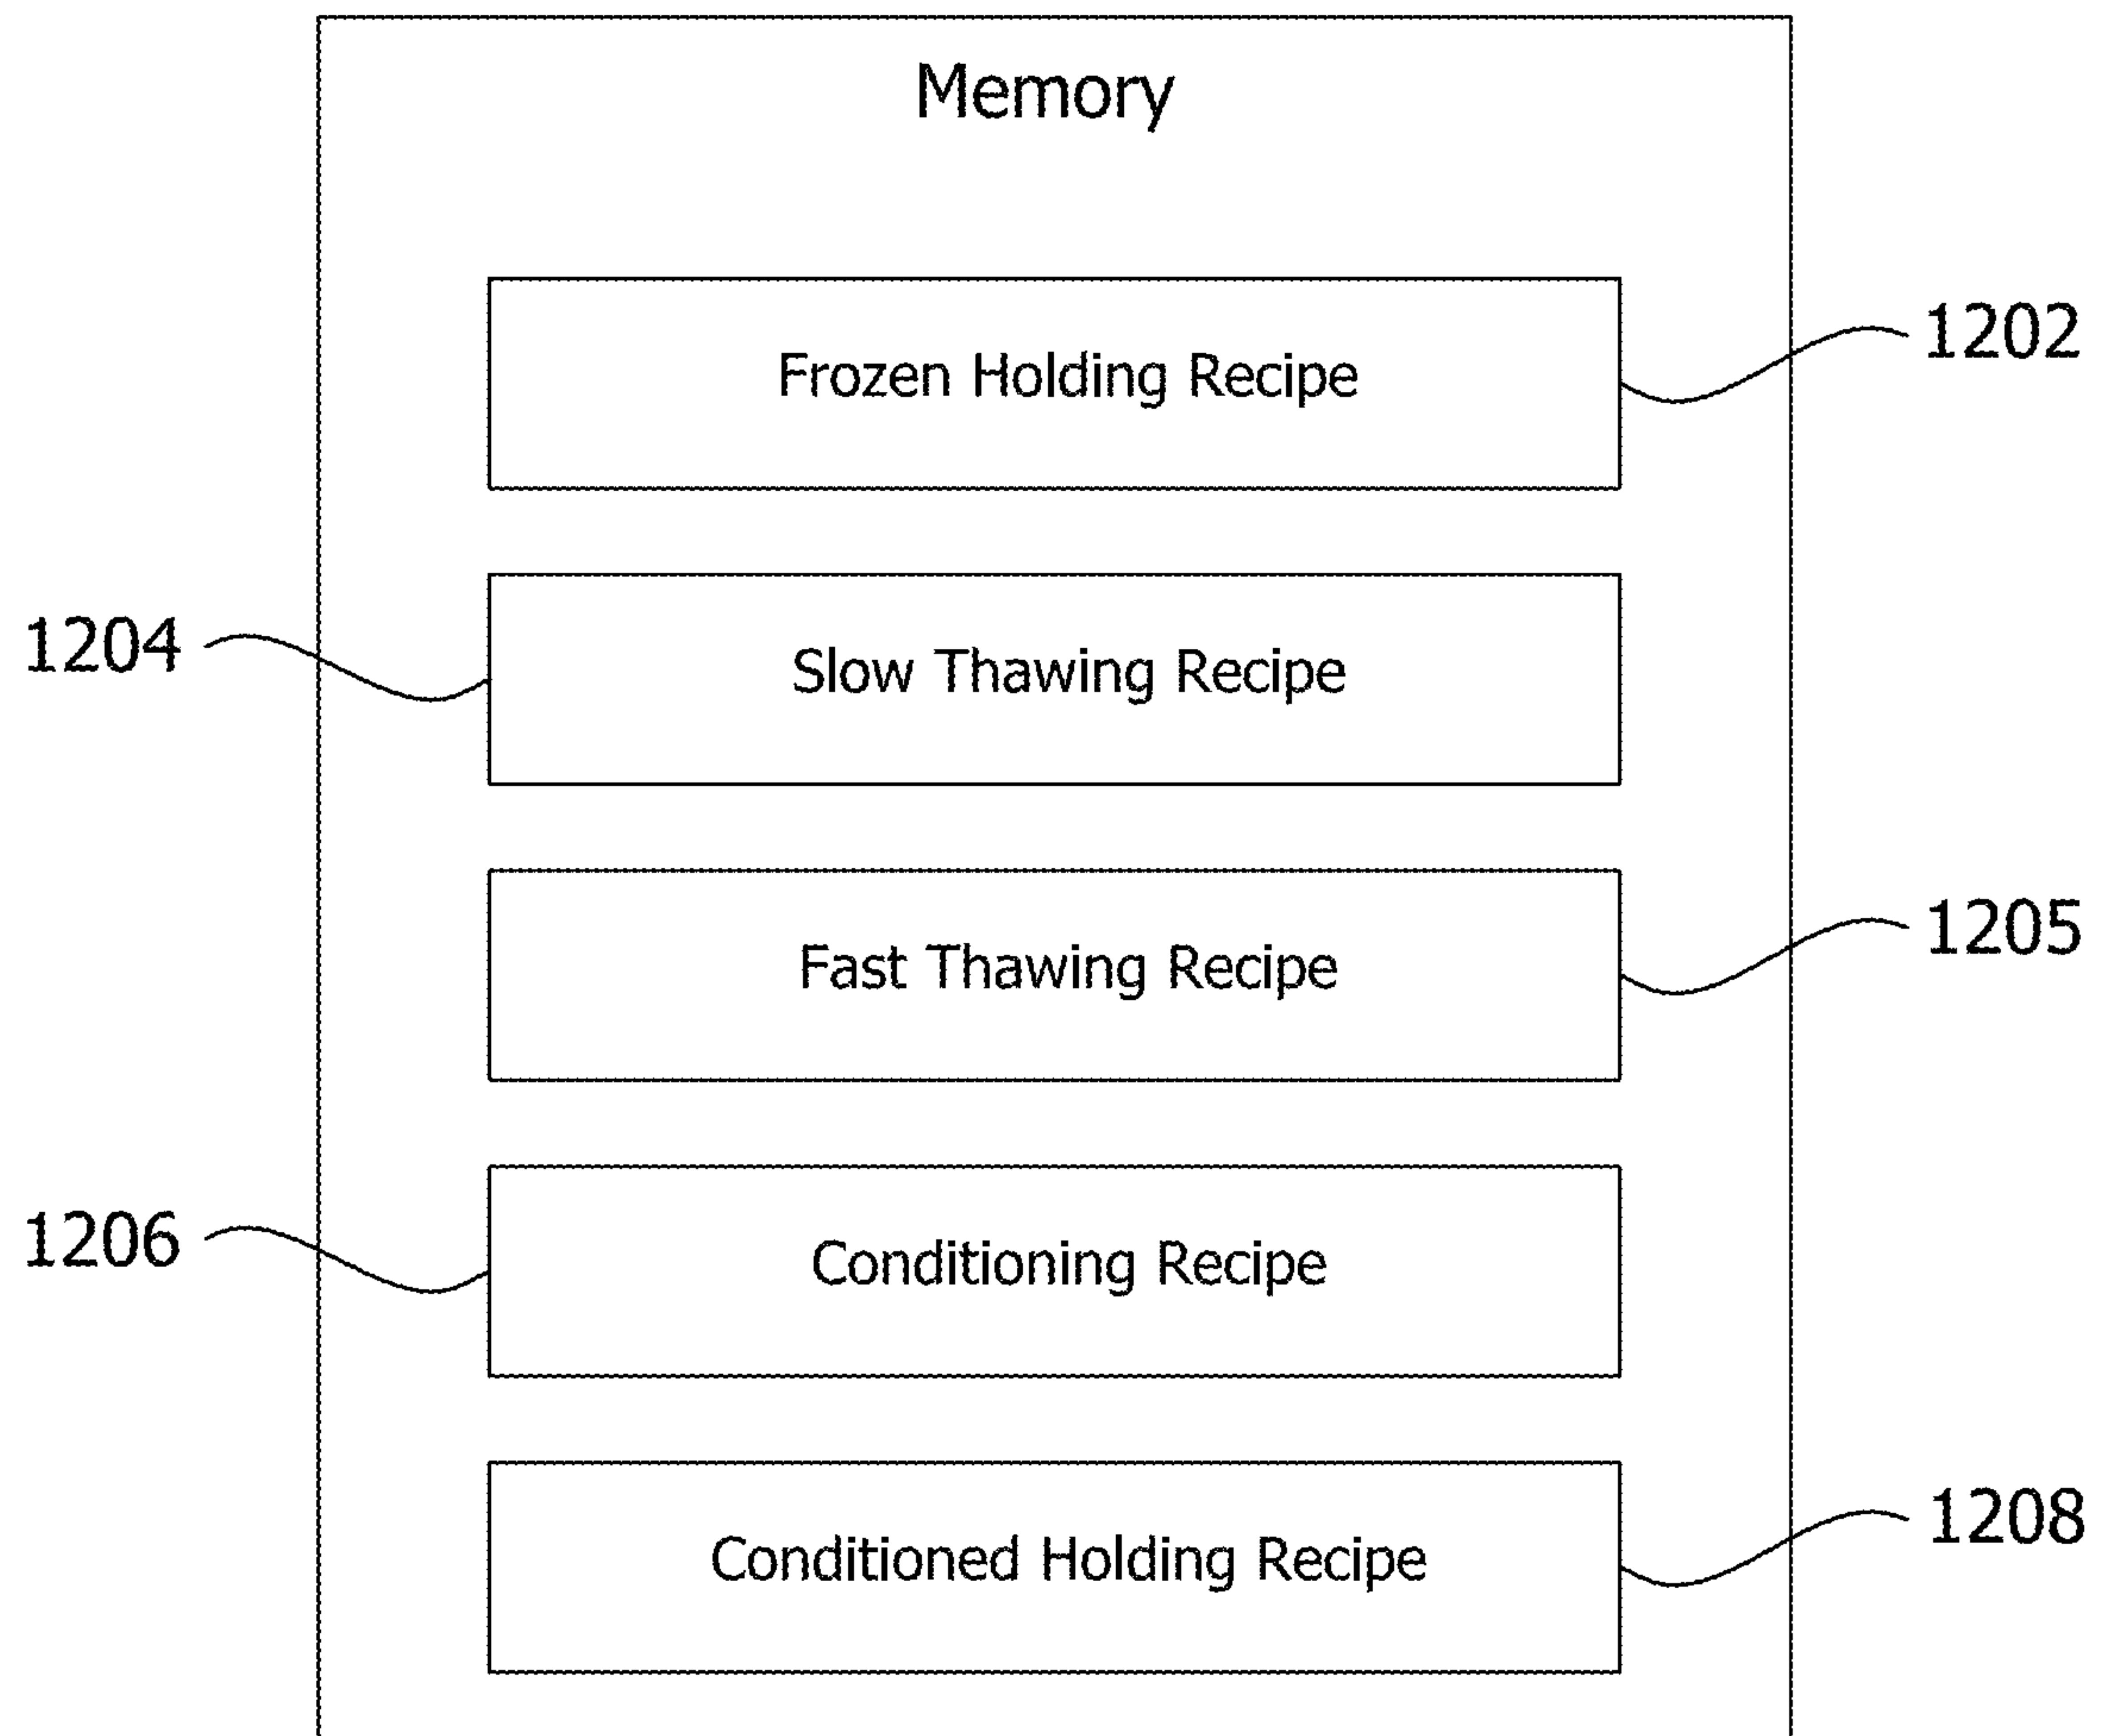 Memory
Frozen Holding Recipe
1202
1204
Slow Thawing Recipe
Fast Thawing Recipe
1205
1206
Conditioning Recipe
Conditioned Holding Recipe
1208